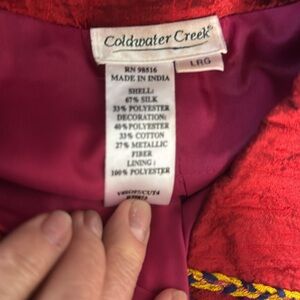 Coldwater Creek®
LRG
RN 98516
MADE IN INDIA
SHELL:
67% SILK
33% POLYESTER
DECORATION:
40% POLYESTER
33% COTTON
27% METALLIC
FIBER
LINING:
100% POLYESTER